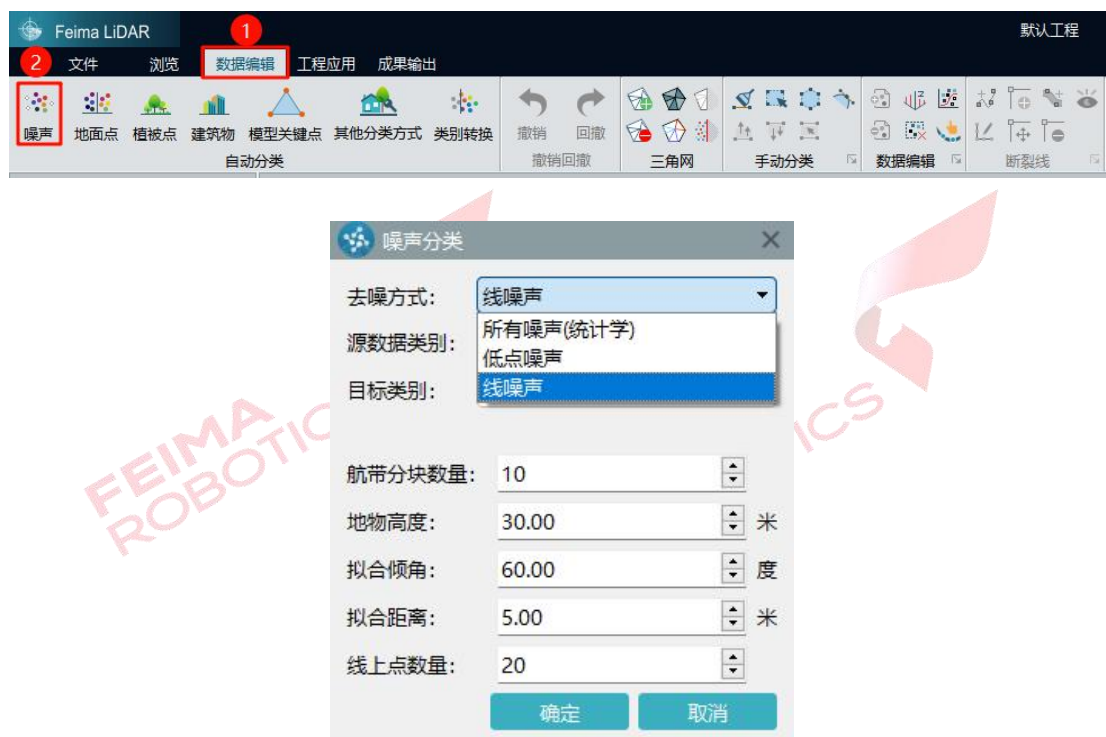 Feima LiDAR
1
默认工程
2
文件 浏览 数据编辑 工程应用 成果输出
噪声 地面点 植被点 建筑物 模型关键点 其他分类方式 类别转换 撤销 回撤
自动分类 撤销回撤 三角网 手动分类 数据编辑 断裂线
噪声分类
去噪方式: 线噪声
所有噪声(统计学)
源数据类别:
低点噪声
目标类别: 线噪声
航带分块数量: 10
地物高度: 30.00 米
拟合倾角: 60.00 度
拟合距离: 5.00 米
线上点数量: 20
确定 取消
FEIMA
ROBOTIC
ICS